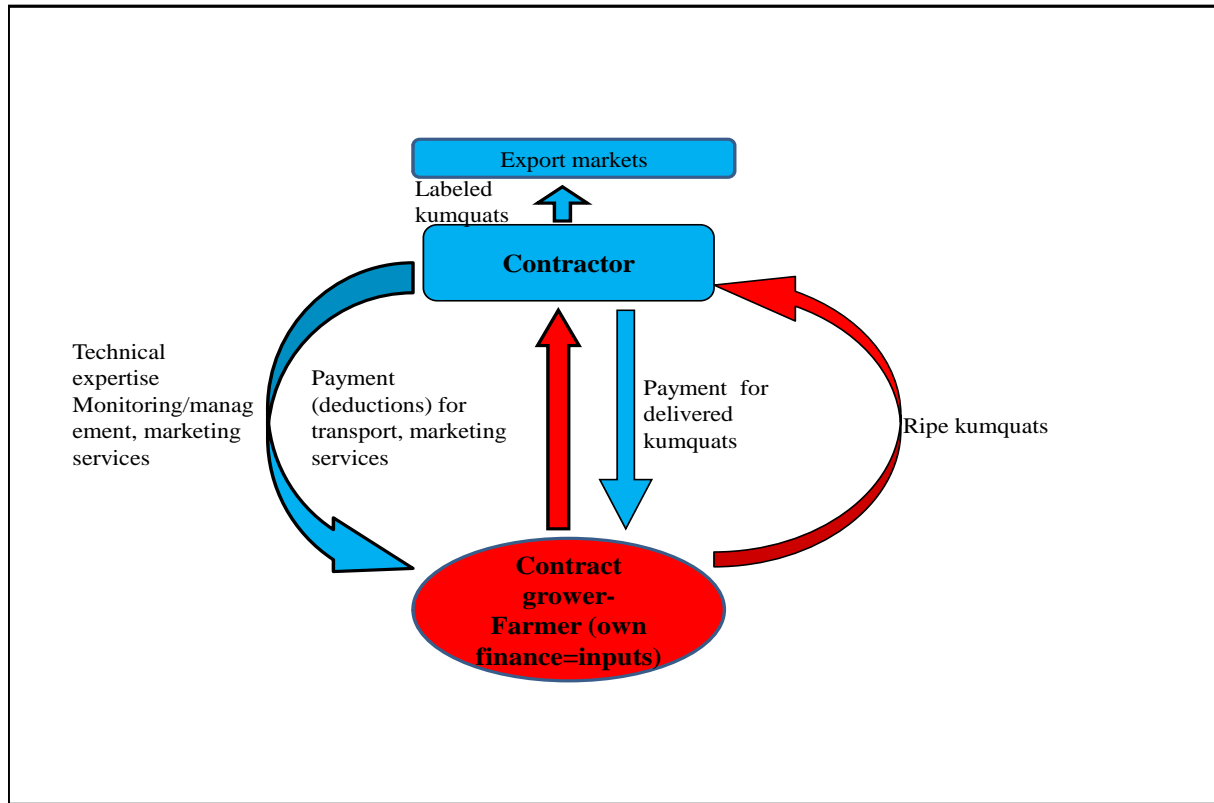 Export markets
Labeled
kumquats
Contractor
Technical
expertise
Monitoring/manag
ement, marketing
services
Payment
(deductions) for
transport, marketing
services
Payment for
delivered
kumquats
Ripe kumquats
Contract
grower-
Farmer (own
finance=inputs)